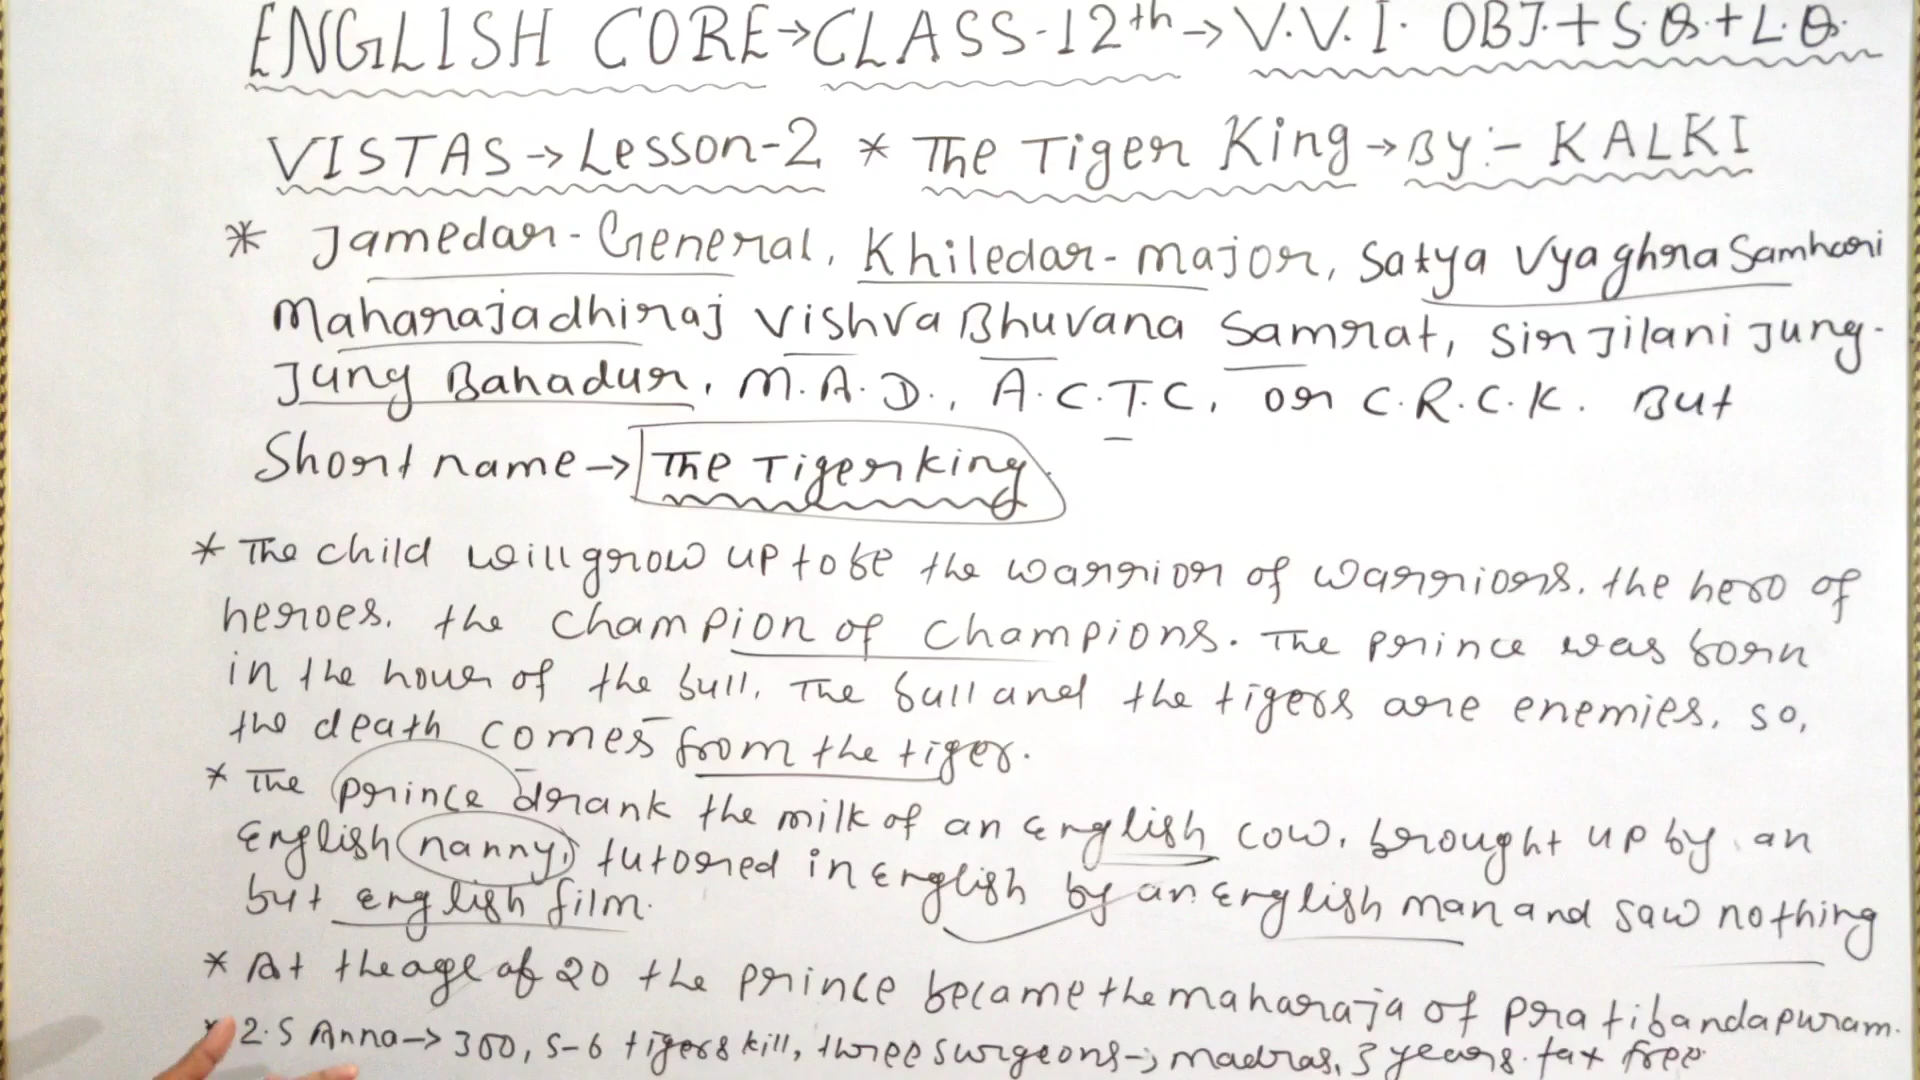 ENGLISH CORE→CLASS-12th→V.V.I. OBJ.+S.Q.+L.Q.
VISTAS→Lesson-2 * The Tiger King→By:- KALKI
* Jamedar-General, Khiledar-major, Satya Vyaghra Samhari
Maharajadhiraj Vishva Bhuvana Samrat, Sir Jilani Jung-
Jung Bahadur, M.A.D., A.C.T.C, or C.R.C.K. But
Short name→ The Tiger king
* The child will grow up to be the warrior of warriors. the hero of
heroes. the champion of champions. The prince was born
in the hour of the bull. The bull and the tigers are enemies. so,
the death comes from the tiger.
* The prince drank the milk of an English cow. brought up by an
English nanny, tutored in English by an English man and saw nothing
but English film.
* At the age of 20 the prince became the maharaja of Pratibandapuram.
* 2.5 Anna→ 300, 5-6 tigers kill, three surgeons→ madras, 3 years. tax free